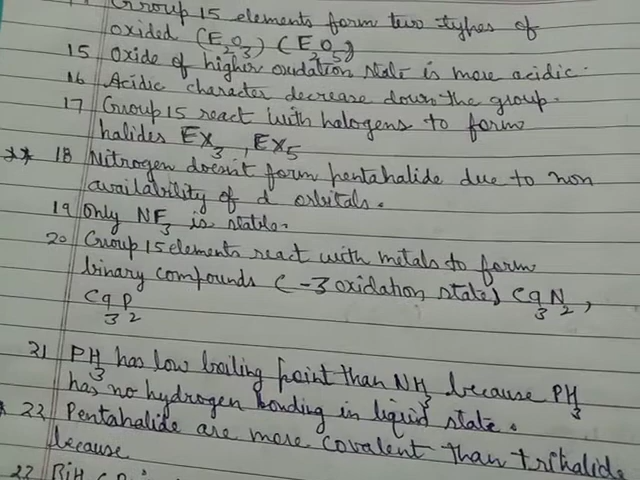 Group 15 elements form two types of
oxided (E2O3) (E2O5)
15 Oxide of higher oxidation state is more acidic.
16 Acidic character decrease down the group.
17 Group 15 react with halogens to form
halides EX3, EX5
** 18 Nitrogen doesn't form pentahalide due to non
availability of d orbitals.
19 Only NF3 is stable.
20 Group 15 elements react with metals to form
binary compounds (-3 oxidation state) Ca3N2,
Ca3P2
21 PH3 has low boiling point than NH3 because PH3
has no hydrogen bonding in liquid state.
22 Pentahalide are more covalent than trihalide
because